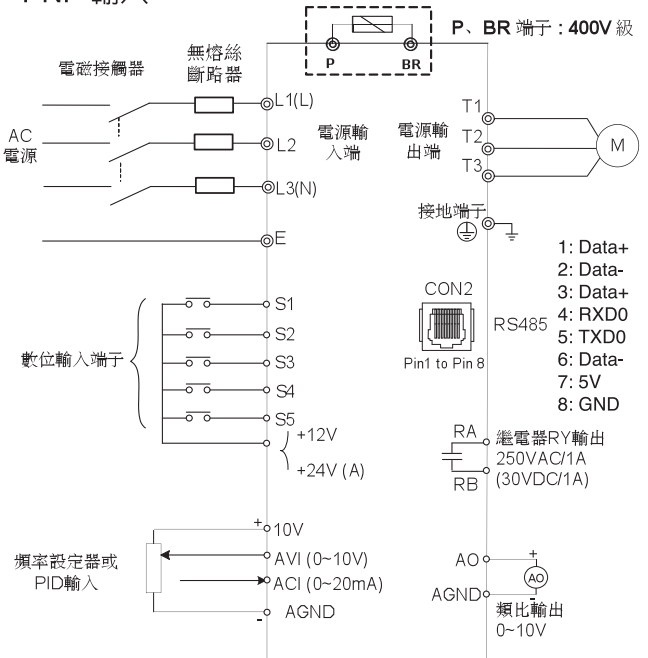 P、BR 端子 : 400V 級
P
BR
電磁接觸器
無熔絲
斷路器
L1(L)
AC
電源
L2
L3(N)
E
電源輸
入端
電源輸
出端
T1
T2
T3
M
接地端子
1: Data+
2: Data-
3: Data+
4: RXD0
5: TXD0
6: Data-
7: 5V
8: GND
CON2
RS485
Pin1 to Pin 8
數位輸入端子
S1
S2
S3
S4
S5
+12V
+24V (A)
RA
RB
繼電器RY輸出
250VAC/1A
(30VDC/1A)
頻率設定器或
PID輸入
+
10V
AVI (0~10V)
ACI (0~20mA)
AGND
-
AO
AGND
+
AO
-
類比輸出
0~10V